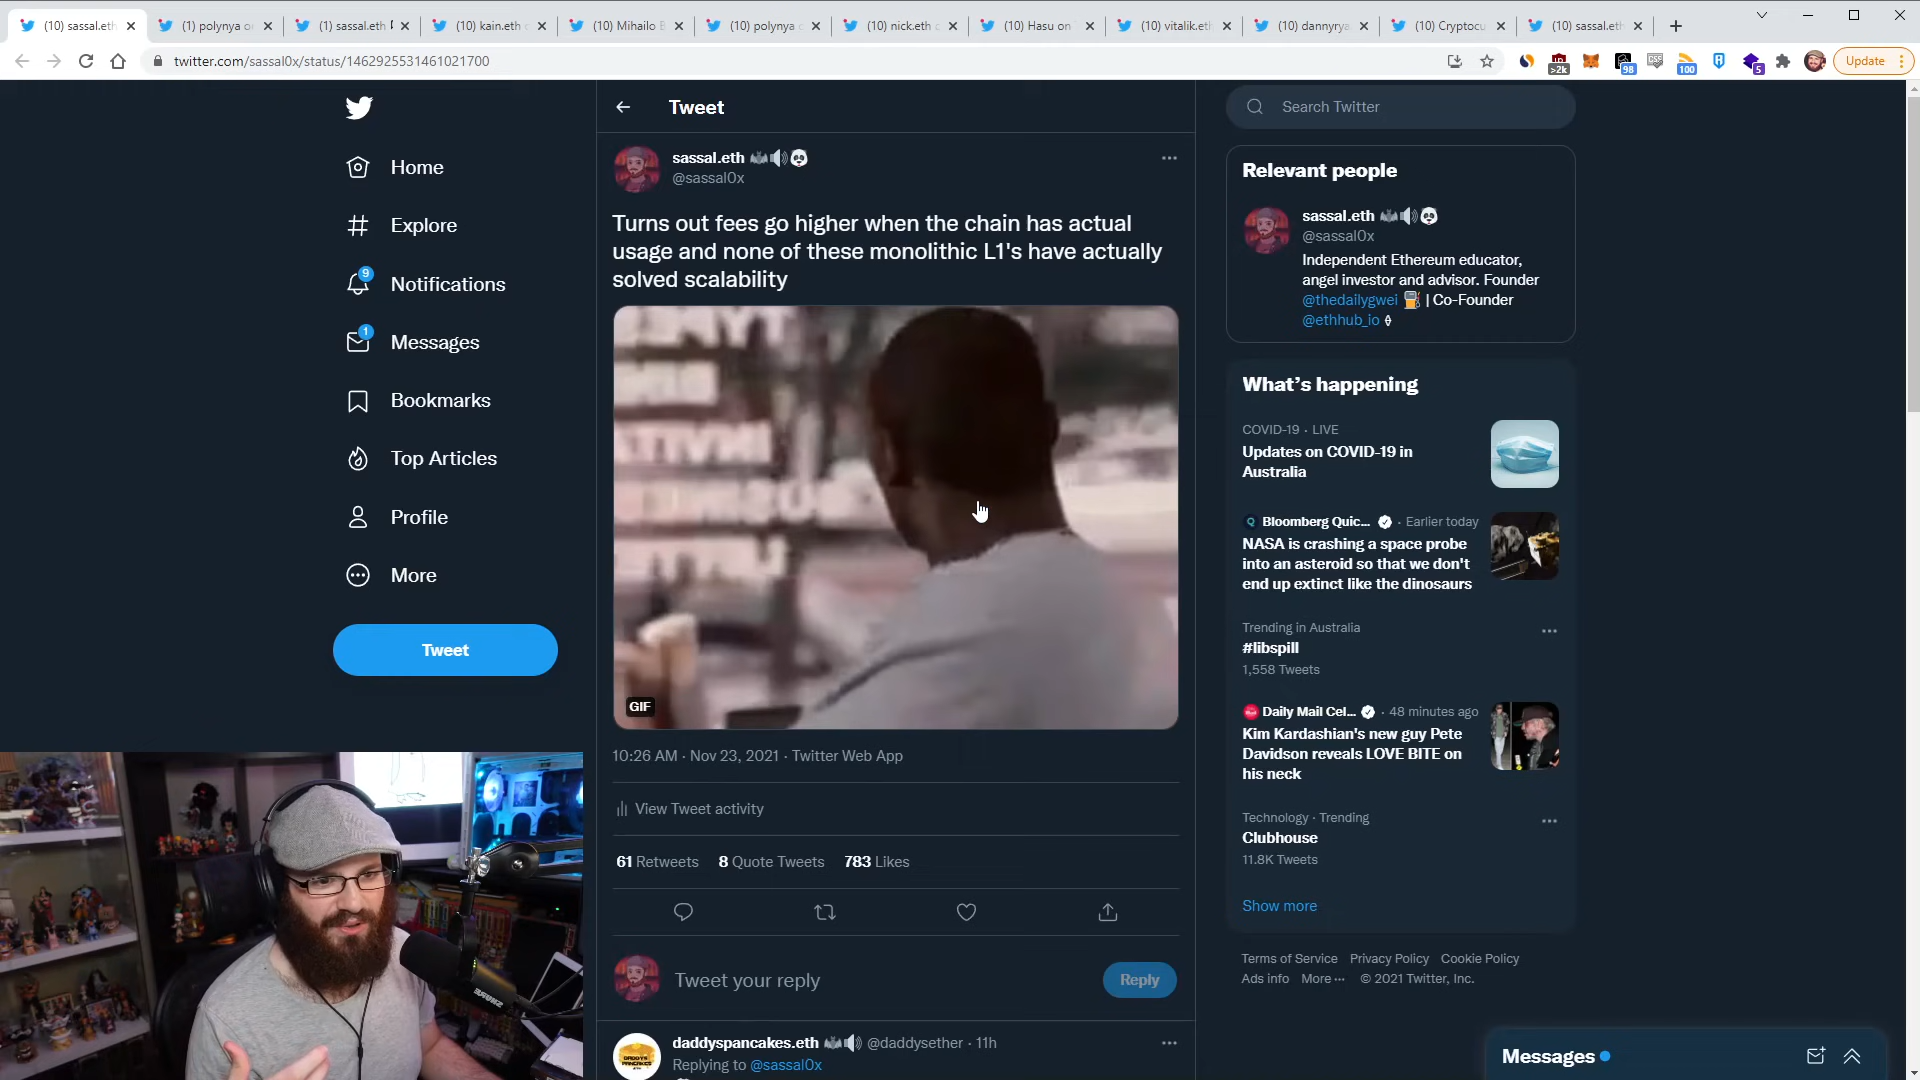 (10) sassal.eth
(1) polynya o
(1) sassal.eth
(10) kain.eth
(10) Mihailo B
(10) polynya
(10) nick.eth
(10) Hasu on
(10) vitalik.eth
(10) dannyrya
(10) Cryptocu
(10) sassal.eth
twitter.com/sassal0x/status/1462925531461021700
>2k
98
CSS
100
5
Update
Home
Explore
9
Notifications
1
Messages
Bookmarks
Top Articles
Profile
More
Tweet
Tweet
sassal.eth
@sassal0x
Turns out fees go higher when the chain has actual
usage and none of these monolithic L1's have actually
solved scalability
GIF
10:26 AM · Nov 23, 2021 · Twitter Web App
View Tweet activity
61 Retweets 8 Quote Tweets 783 Likes
Tweet your reply
Reply
daddyspancakes.eth @daddysether · 11h
Replying to @sassal0x
Search Twitter
Relevant people
sassal.eth
@sassal0x
Independent Ethereum educator,
angel investor and advisor. Founder
@thedailygwei | Co-Founder
@ethhub_io
What's happening
COVID-19 · LIVE
Updates on COVID-19 in
Australia
Bloomberg Quic... · Earlier today
NASA is crashing a space probe
into an asteroid so that we don't
end up extinct like the dinosaurs
Trending in Australia
#libspill
1,558 Tweets
Daily Mail Cel... · 48 minutes ago
Kim Kardashian's new guy Pete
Davidson reveals LOVE BITE on
his neck
Technology · Trending
Clubhouse
11.8K Tweets
Show more
Terms of Service Privacy Policy Cookie Policy
Ads info More ··· © 2021 Twitter, Inc.
Messages